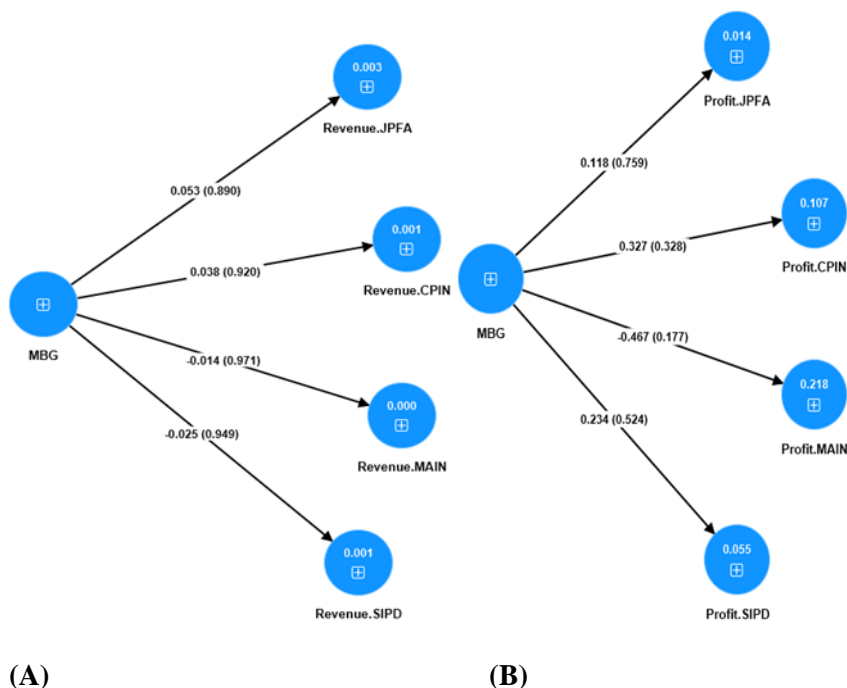 0.003
Revenue.JPFA
0.053 (0.890)
0.001
Revenue.CPIN
0.038 (0.920)
MBG
-0.014 (0.971)
0.000
Revenue.MAIN
-0.025 (0.949)
0.001
Revenue.SIPD
(A)
0.014
Profit.JPFA
0.118 (0.759)
0.107
Profit.CPIN
0.327 (0.328)
MBG
-0.467 (0.177)
0.218
Profit.MAIN
0.234 (0.524)
0.055
Profit.SIPD
(B)